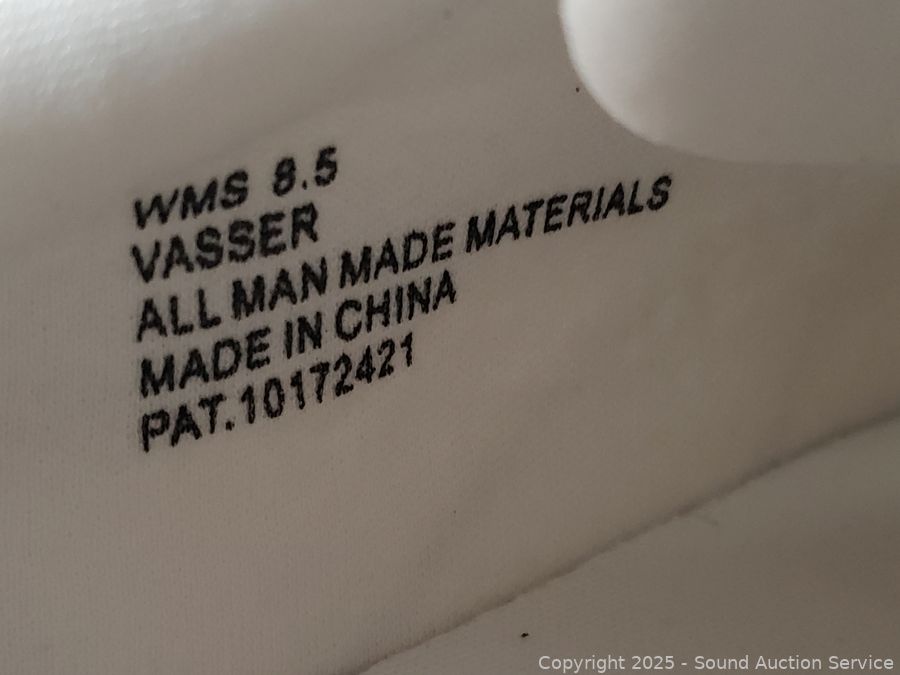 WMS 8.5
VASSER
ALL MAN MADE MATERIALS
MADE IN CHINA
PAT.10172421
Copyright 2025 - Sound Auction Service